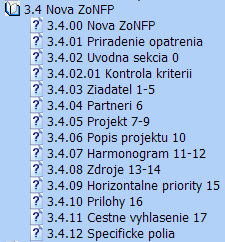 3.4 Nova ZoNFP
3.4.00 Nova ZoNFP
3.4.01 Priradenie opatrenia
3.4.02 Uvodna sekcia 0
3.4.02.01 Kontrola kriterii
3.4.03 Ziadatel 1-5
3.4.04 Partneri 6
3.4.05 Projekt 7-9
3.4.06 Popis projektu 10
3.4.07 Harmonogram 11-12
3.4.08 Zdroje 13-14
3.4.09 Horizontalne priority 15
3.4.10 Prilohy 16
3.4.11 Cestne vyhlasenie 17
3.4.12 Specificke polia